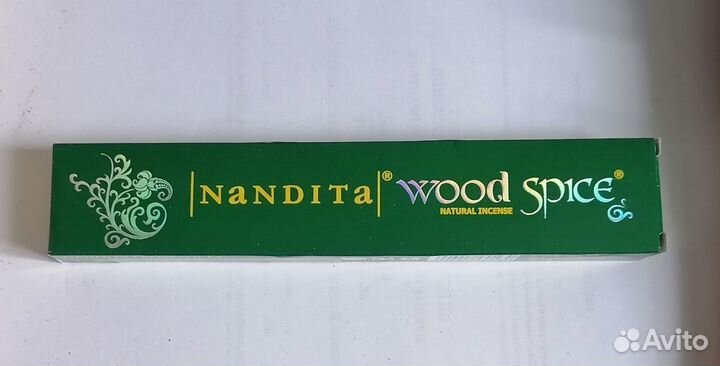 NaNDITa® wood spice®
NATURAL INCENSE
Avito